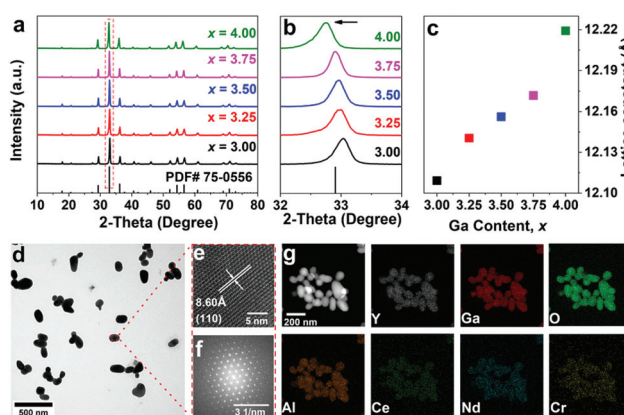 a
x = 4.00
x = 3.75
x = 3.50
x = 3.25
x = 3.00
PDF# 75-0556
Intensity (a.u.)
10 20 30 40 50 60 70 80
2-Theta (Degree)
b
4.00
3.75
3.50
3.25
3.00
32 33 34
2-Theta (Degree)
c
12.22
12.19
12.16
12.13
12.10
3.00 3.25 3.50 3.75 4.00
Ga Content, x
d
500 nm
e
8.60Å
(110)
5 nm
f
3 1/nm
g
200 nm
Y
Ga
O
Al
Ce
Nd
Cr